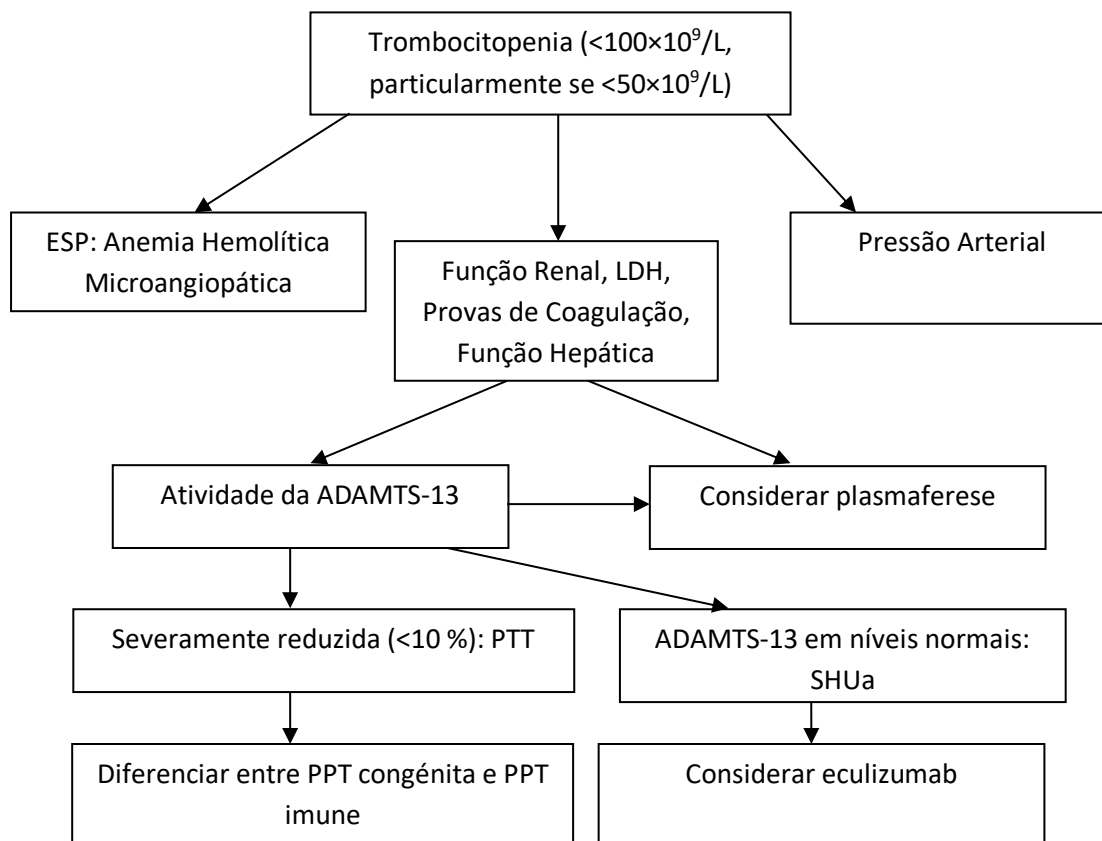 Trombocitopenia (<100×10⁹/L,
particularmente se <50×10⁹/L)
ESP: Anemia Hemolítica
Microangiopática
Função Renal, LDH,
Provas de Coagulação,
Função Hepática
Pressão Arterial
Atividade da ADAMTS-13
Considerar plasmaferese
Severamente reduzida (<10 %): PTT
ADAMTS-13 em níveis normais:
SHUa
Diferenciar entre PPT congénita e PPT
imune
Considerar eculizumab